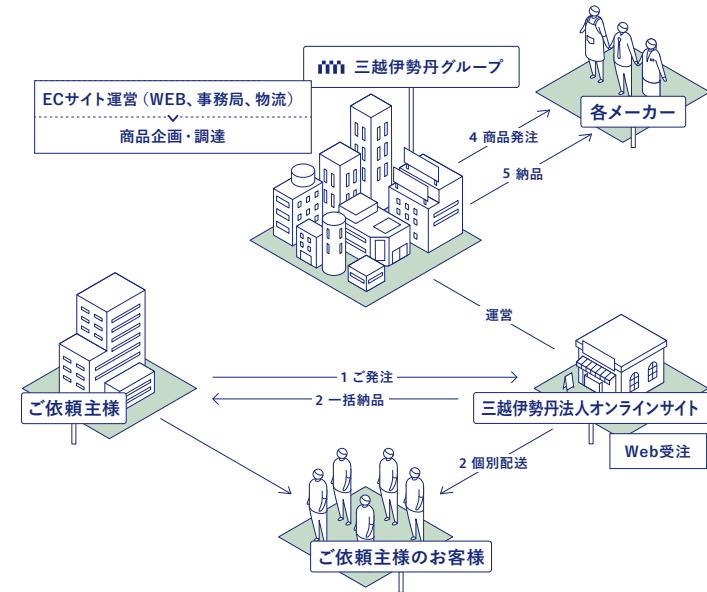 三越伊勢丹グループ
ECサイト運営（WEB、事務局、物流）
商品企画・調達
各メーカー
4 商品発注
5 納品
運営
1 ご発注
2 一括納品
ご依頼主様
三越伊勢丹法人オンラインサイト
Web受注
2 個別配送
ご依頼主様のお客様